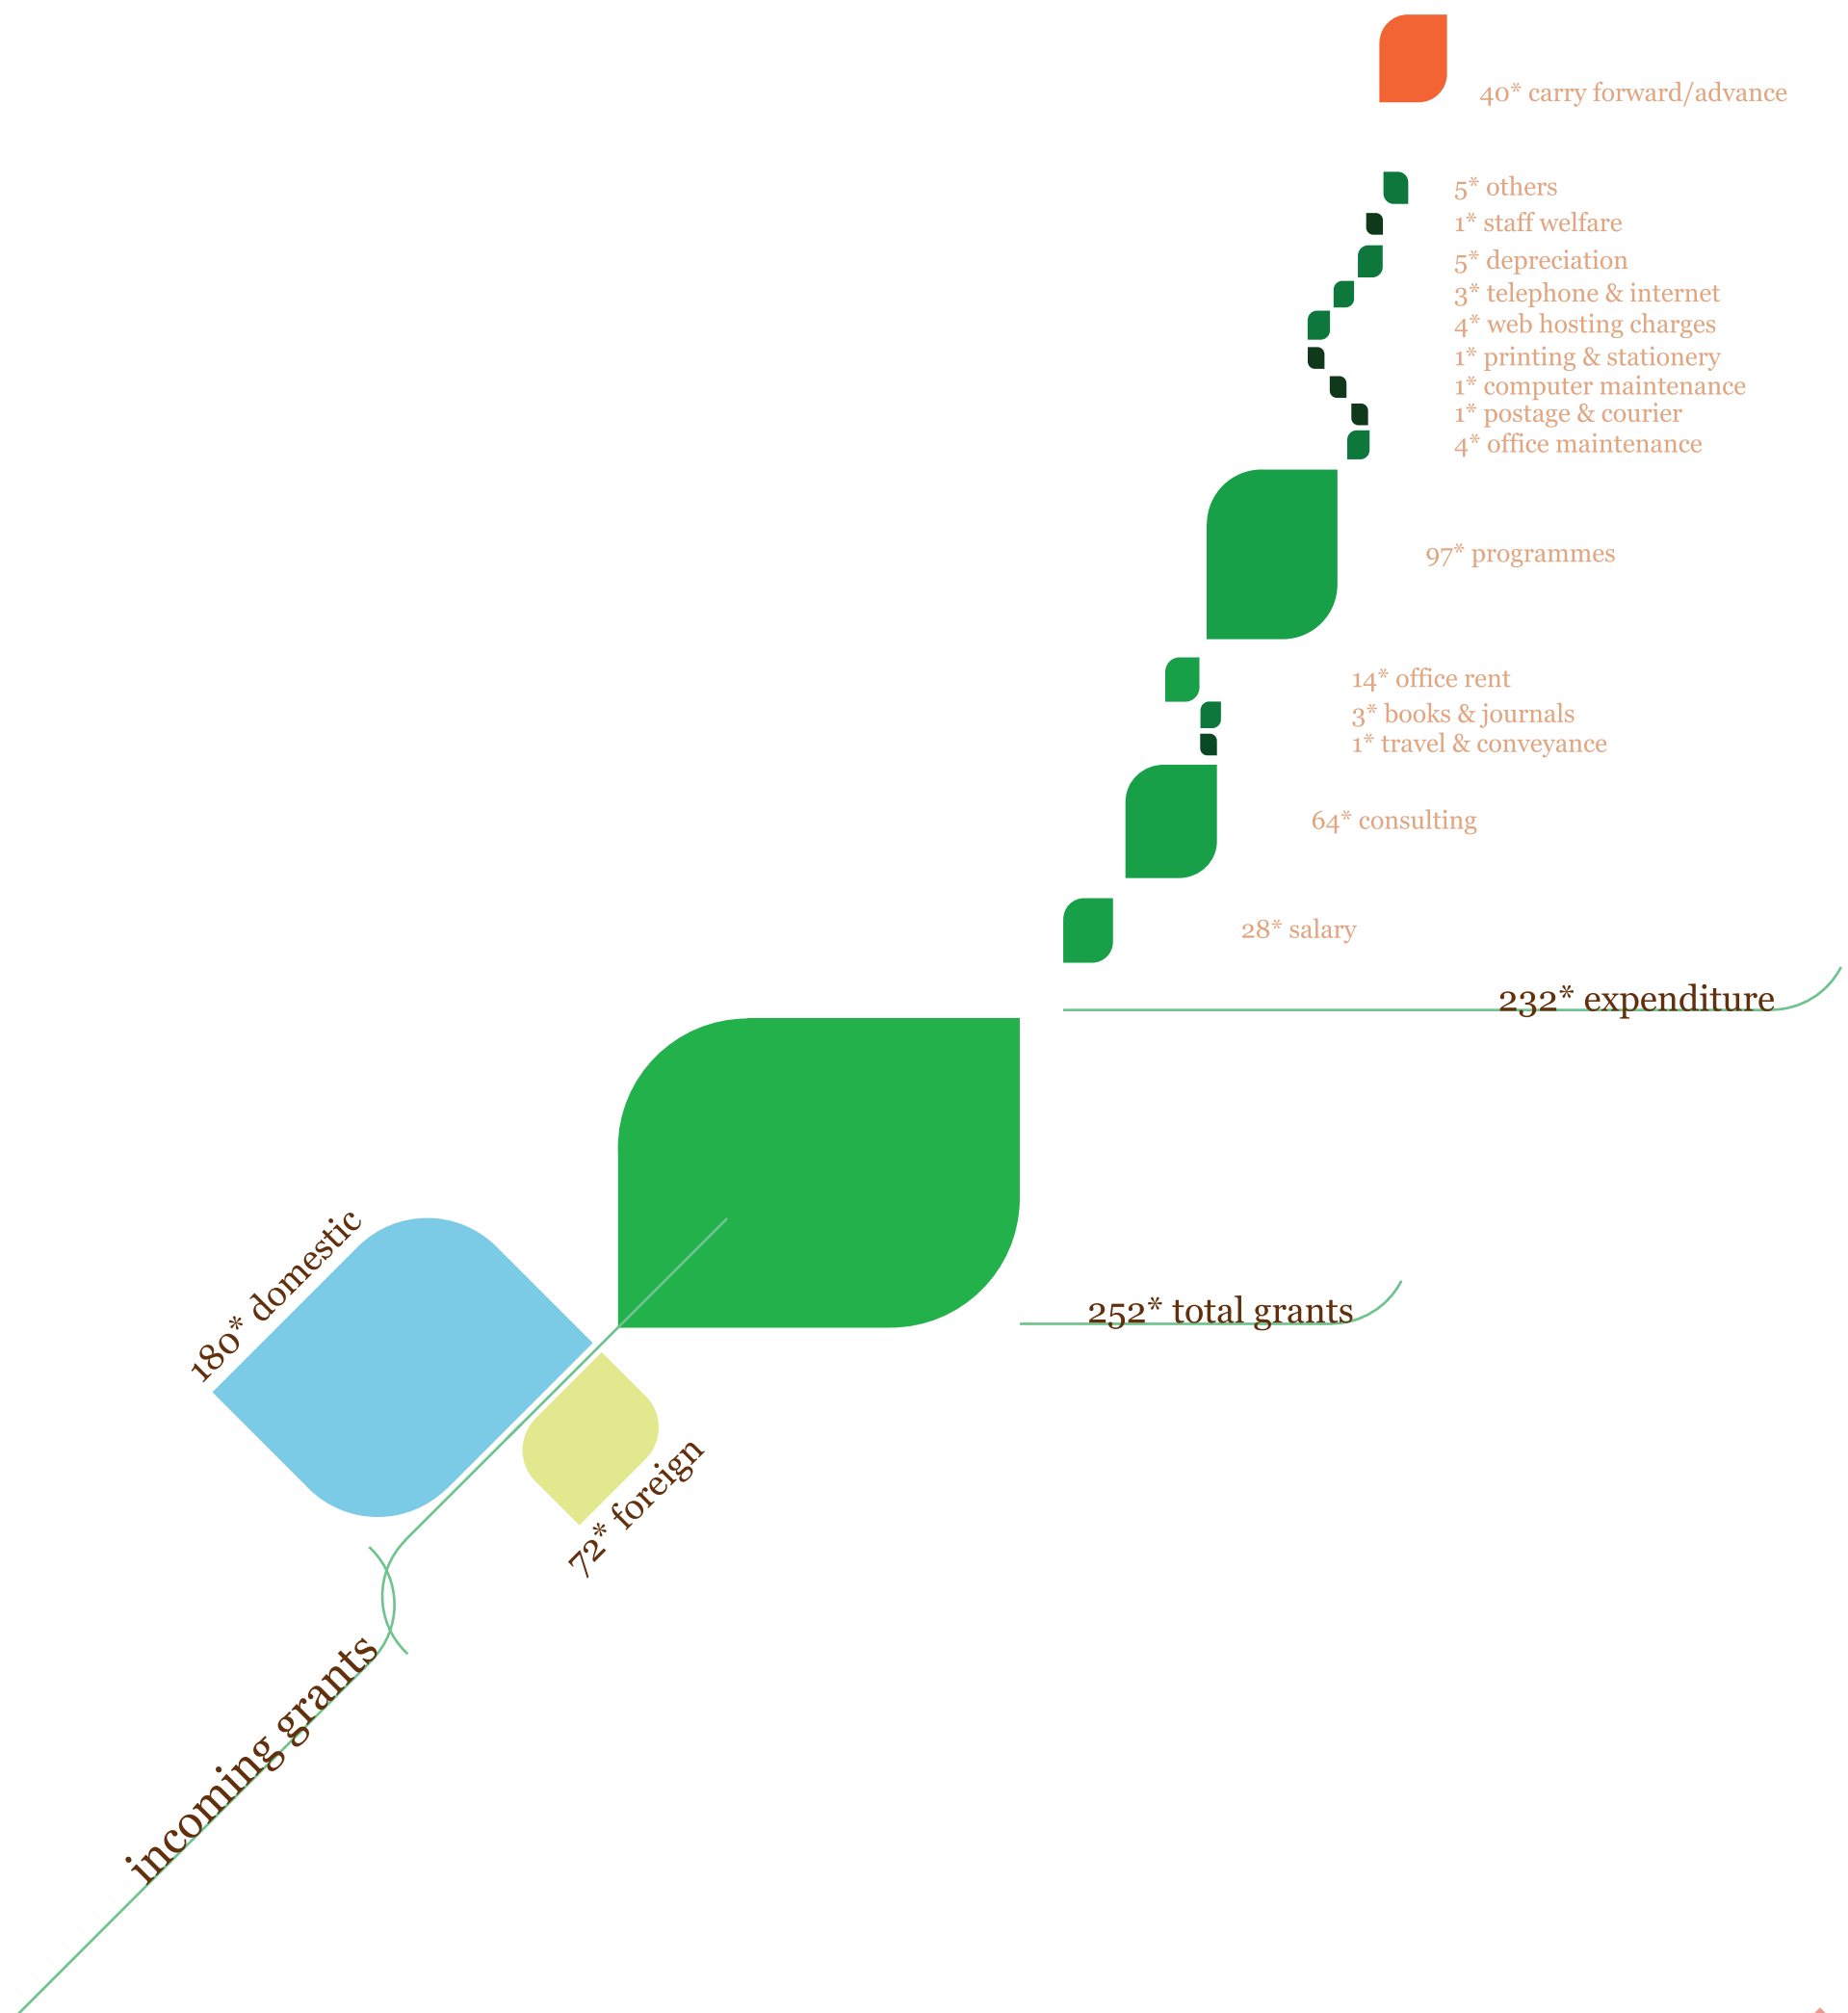 40* carry forward/advance
5* others
1* staff welfare
5* depreciation
3* telephone & internet
4* web hosting charges
1* printing & stationery
1* computer maintenance
1* postage & courier
4* office maintenance
97* programmes
14* office rent
3* books & journals
1* travel & conveyance
64* consulting
28* salary
232* expenditure
252* total grants
180* domestic
72* foreign
incoming grants